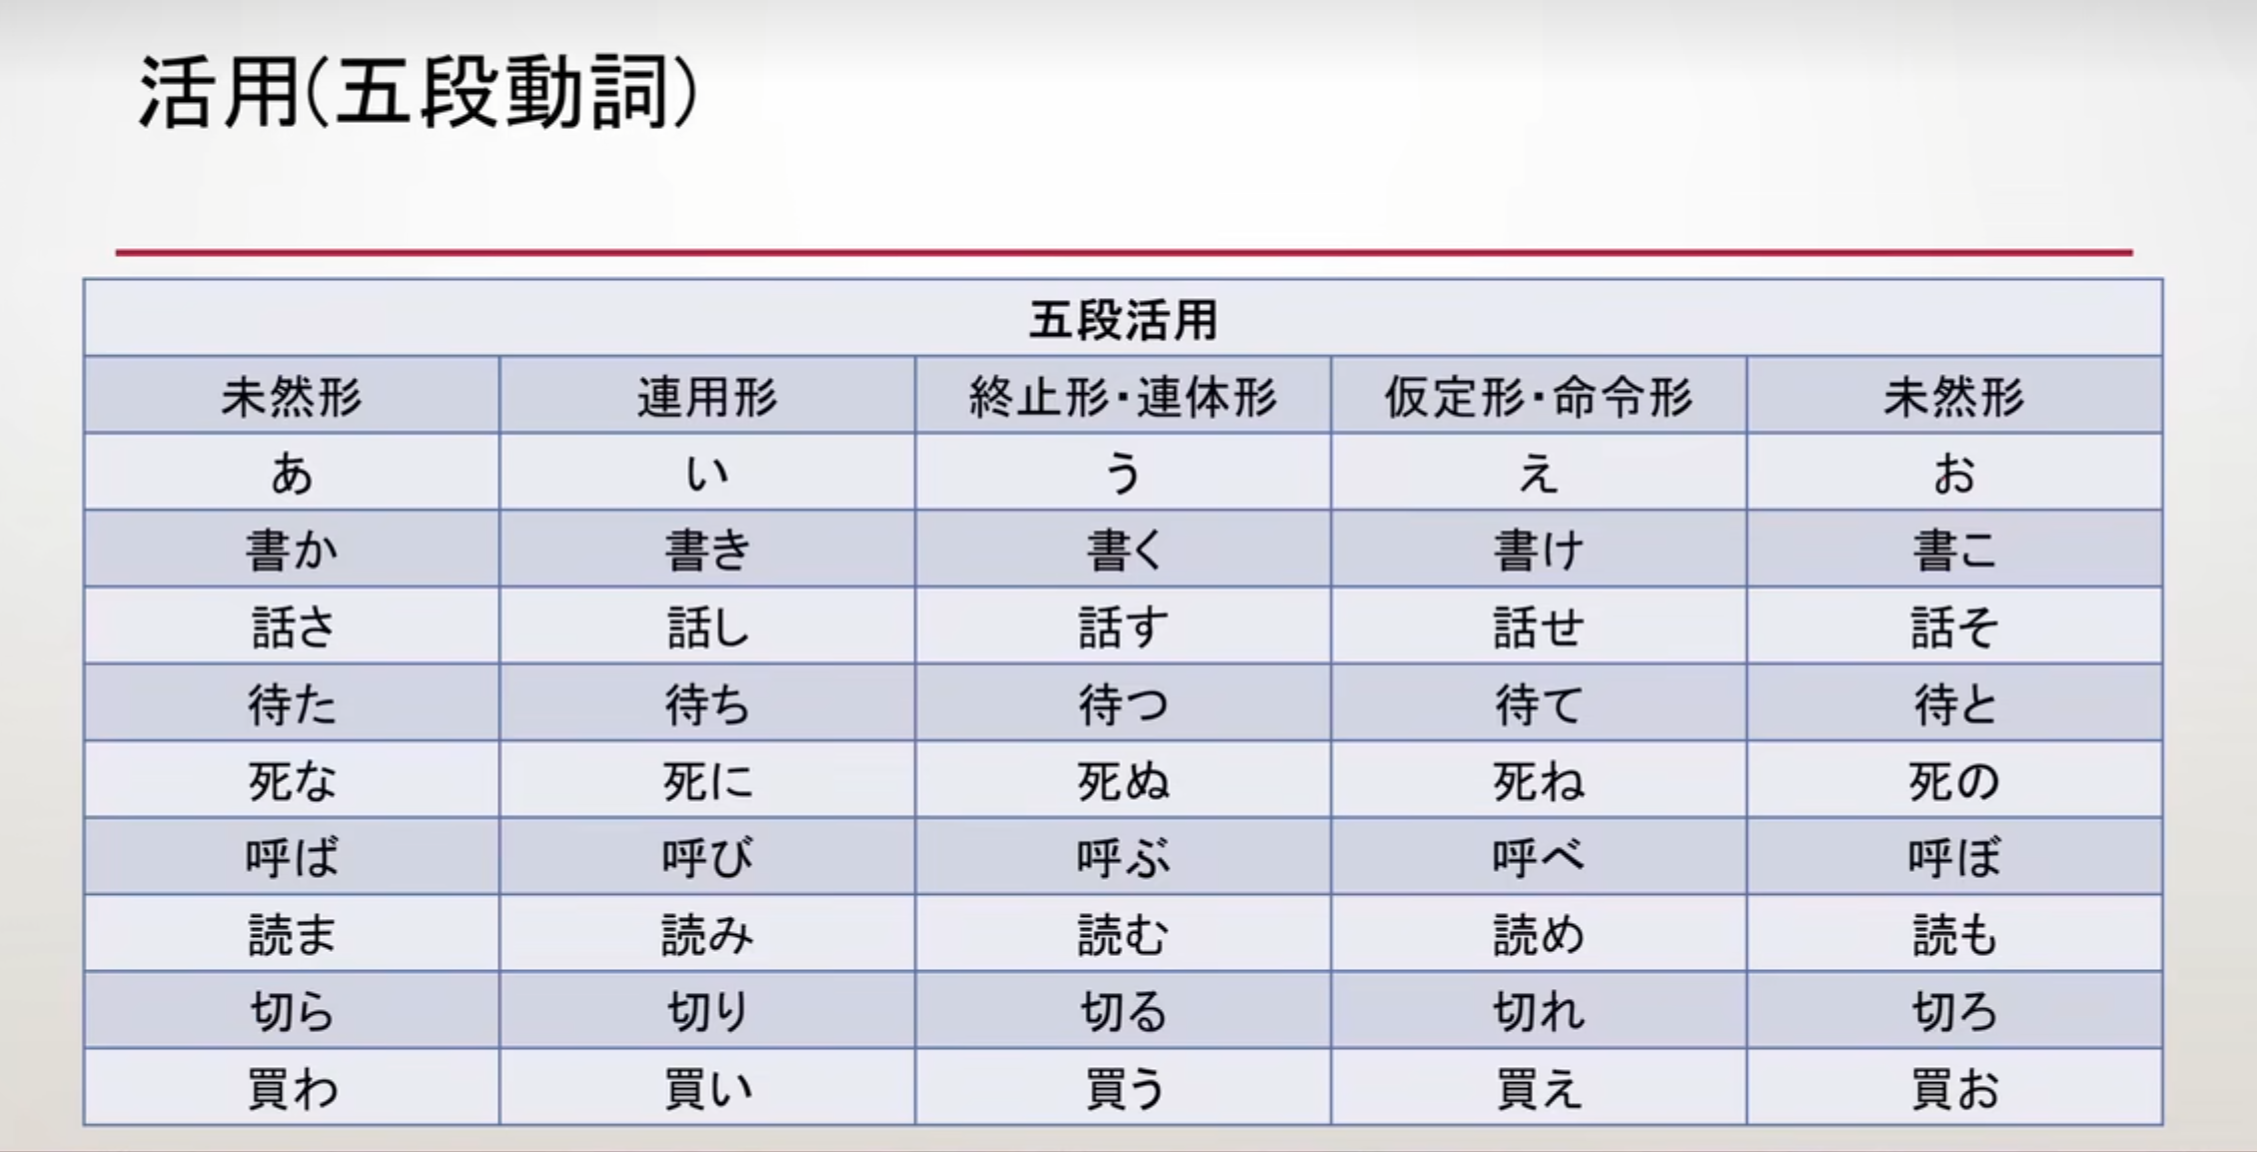 活用(五段動詞)
五段活用
未然形 連用形 終止形・連体形 仮定形・命令形 未然形
あ い う え お
書か 書き 書く 書け 書こ
話さ 話し 話す 話せ 話そ
待た 待ち 待つ 待て 待と
死な 死に 死ぬ 死ね 死の
呼ば 呼び 呼ぶ 呼べ 呼ぼ
読ま 読み 読む 読め 読も
切ら 切り 切る 切れ 切ろ
買わ 買い 買う 買え 買お